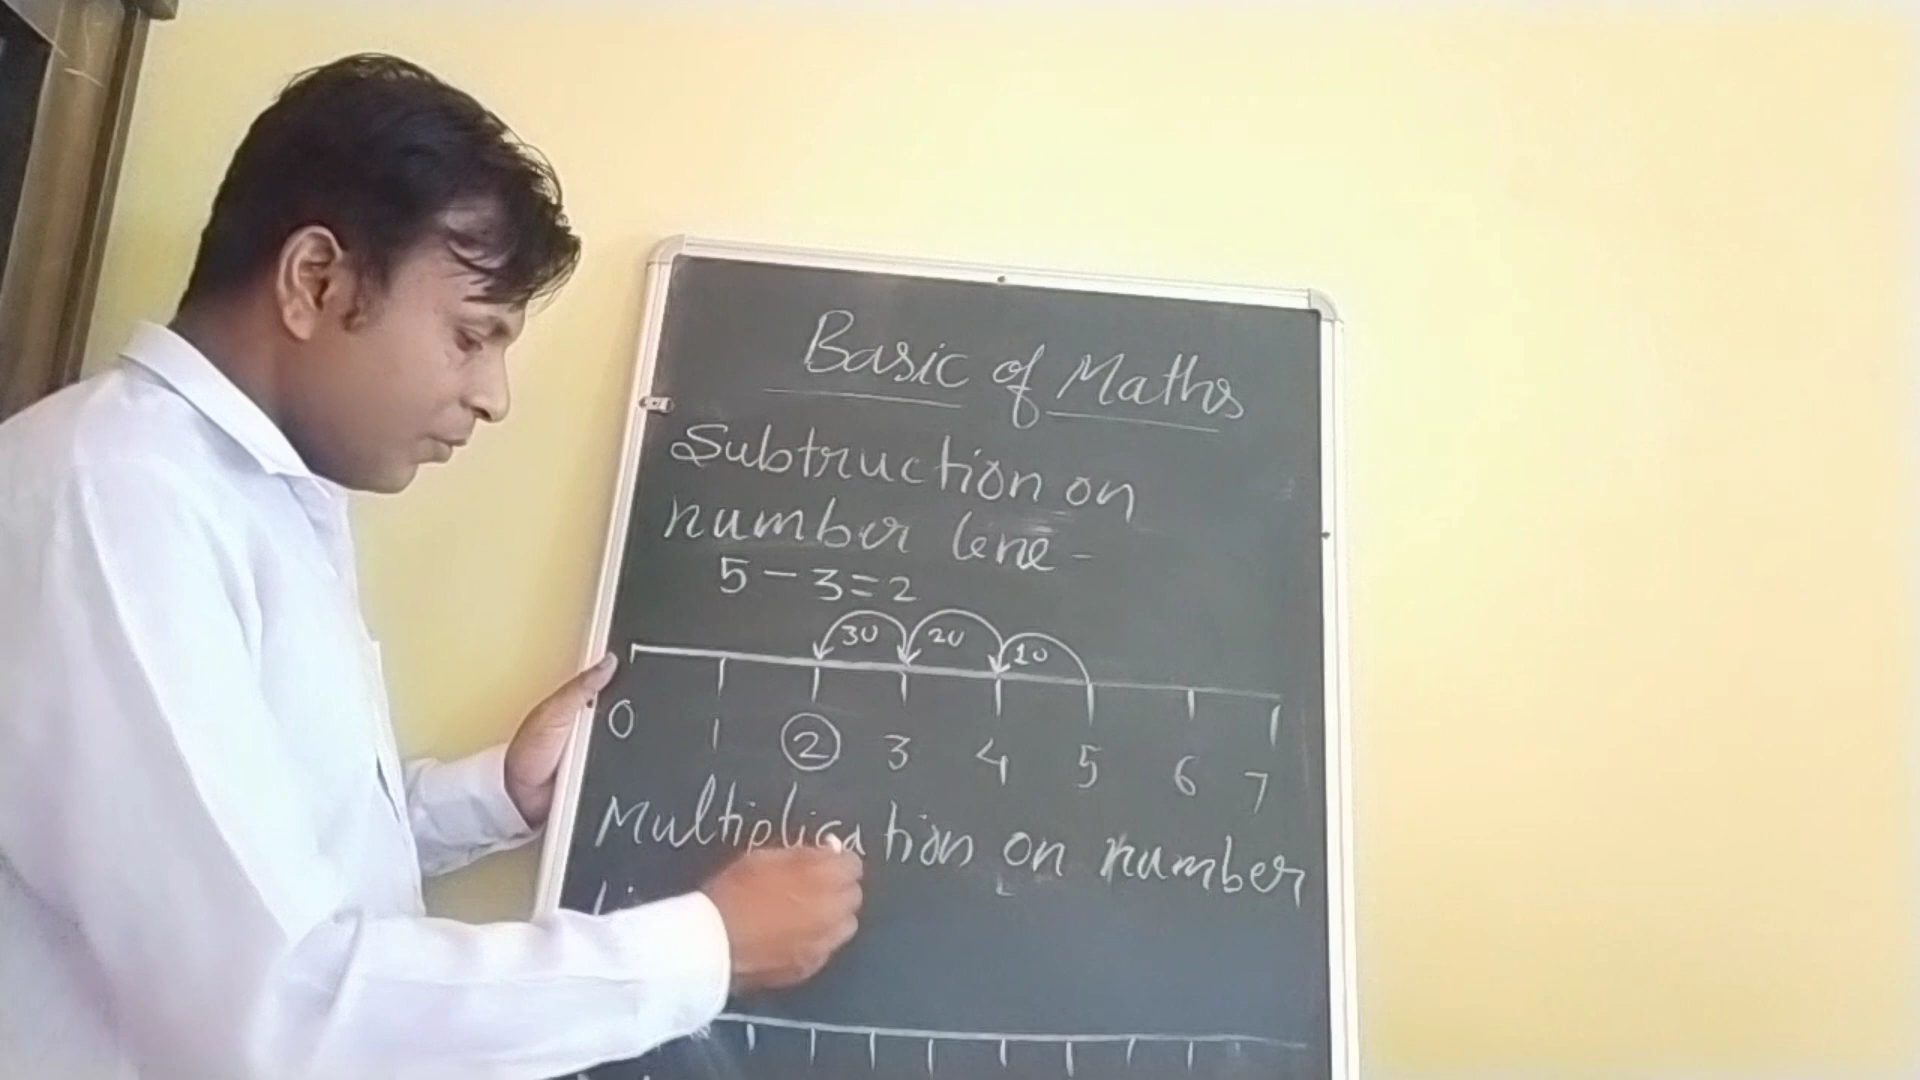 Basic of Maths
Subtruction on
number line -
5 - 3 = 2
3U 2U 1U
0 1 2 3 4 5 6 7
Multiplication on number